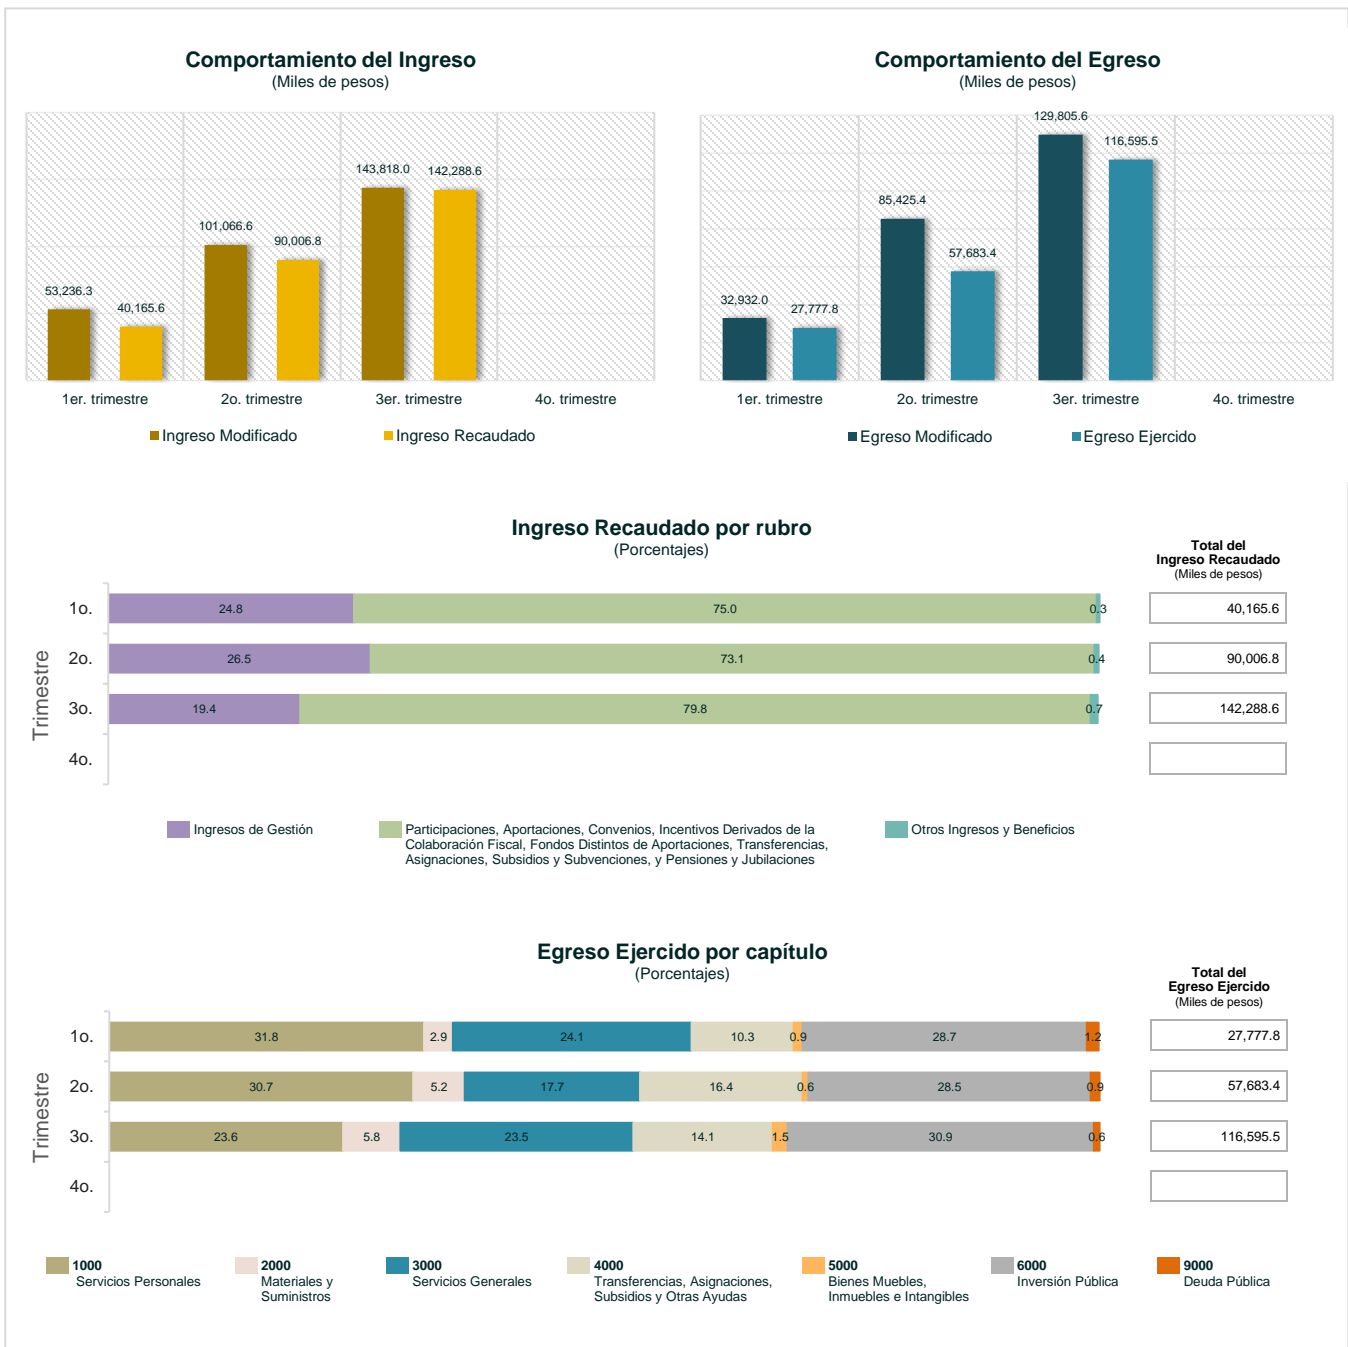 Comportamiento del Ingreso
(Miles de pesos)
53,236.3
40,165.6
101,066.6
90,006.8
143,818.0
142,288.6
1er. trimestre
2o. trimestre
3er. trimestre
4o. trimestre
Ingreso Modificado
Ingreso Recaudado
Comportamiento del Egreso
(Miles de pesos)
32,932.0
27,777.8
85,425.4
57,683.4
129,805.6
116,595.5
1er. trimestre
2o. trimestre
3er. trimestre
4o. trimestre
Egreso Modificado
Egreso Ejercido
Ingreso Recaudado por rubro
(Porcentajes)
Total del
Ingreso Recaudado
(Miles de pesos)
Trimestre
1o.
24.8
75.0
0.3
40,165.6
2o.
26.5
73.1
0.4
90,006.8
3o.
19.4
79.8
0.7
142,288.6
4o.
Ingresos de Gestión
Participaciones, Aportaciones, Convenios, Incentivos Derivados de la
Colaboración Fiscal, Fondos Distintos de Aportaciones, Transferencias,
Asignaciones, Subsidios y Subvenciones, y Pensiones y Jubilaciones
Otros Ingresos y Beneficios
Egreso Ejercido por capítulo
(Porcentajes)
Total del
Egreso Ejercido
(Miles de pesos)
Trimestre
1o.
31.8
2.9
24.1
10.3
0.9
28.7
1.2
27,777.8
2o.
30.7
5.2
17.7
16.4
0.6
28.5
0.9
57,683.4
3o.
23.6
5.8
23.5
14.1
1.5
30.9
0.6
116,595.5
4o.
1000
Servicios Personales
2000
Materiales y
Suministros
3000
Servicios Generales
4000
Transferencias, Asignaciones,
Subsidios y Otras Ayudas
5000
Bienes Muebles,
Inmuebles e Intangibles
6000
Inversión Pública
9000
Deuda Pública